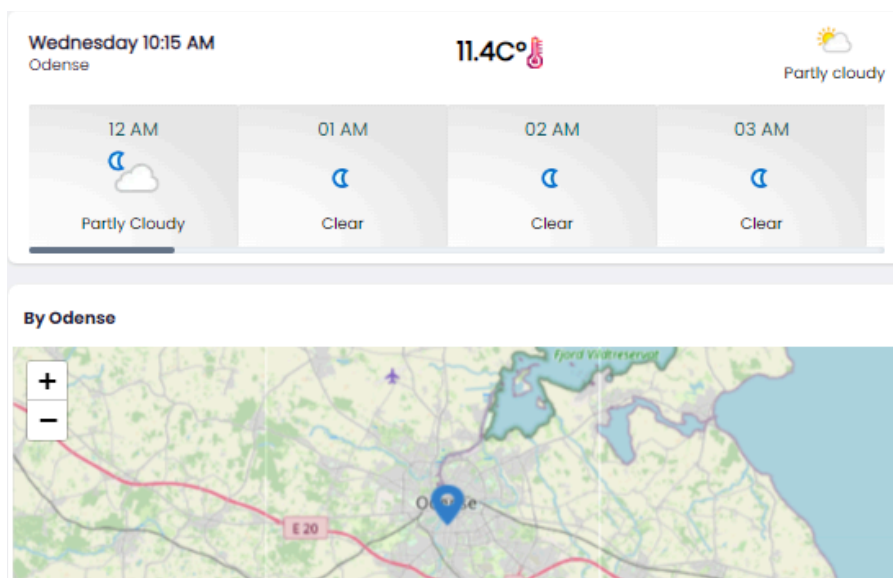 Wednesday 10:15 AM
Odense
11.4C°
Partly cloudy
12 AM
01 AM
02 AM
03 AM
Partly Cloudy
Clear
Clear
Clear
By Odense
+
Fjord Vildtreservat
−
Odense
E 20